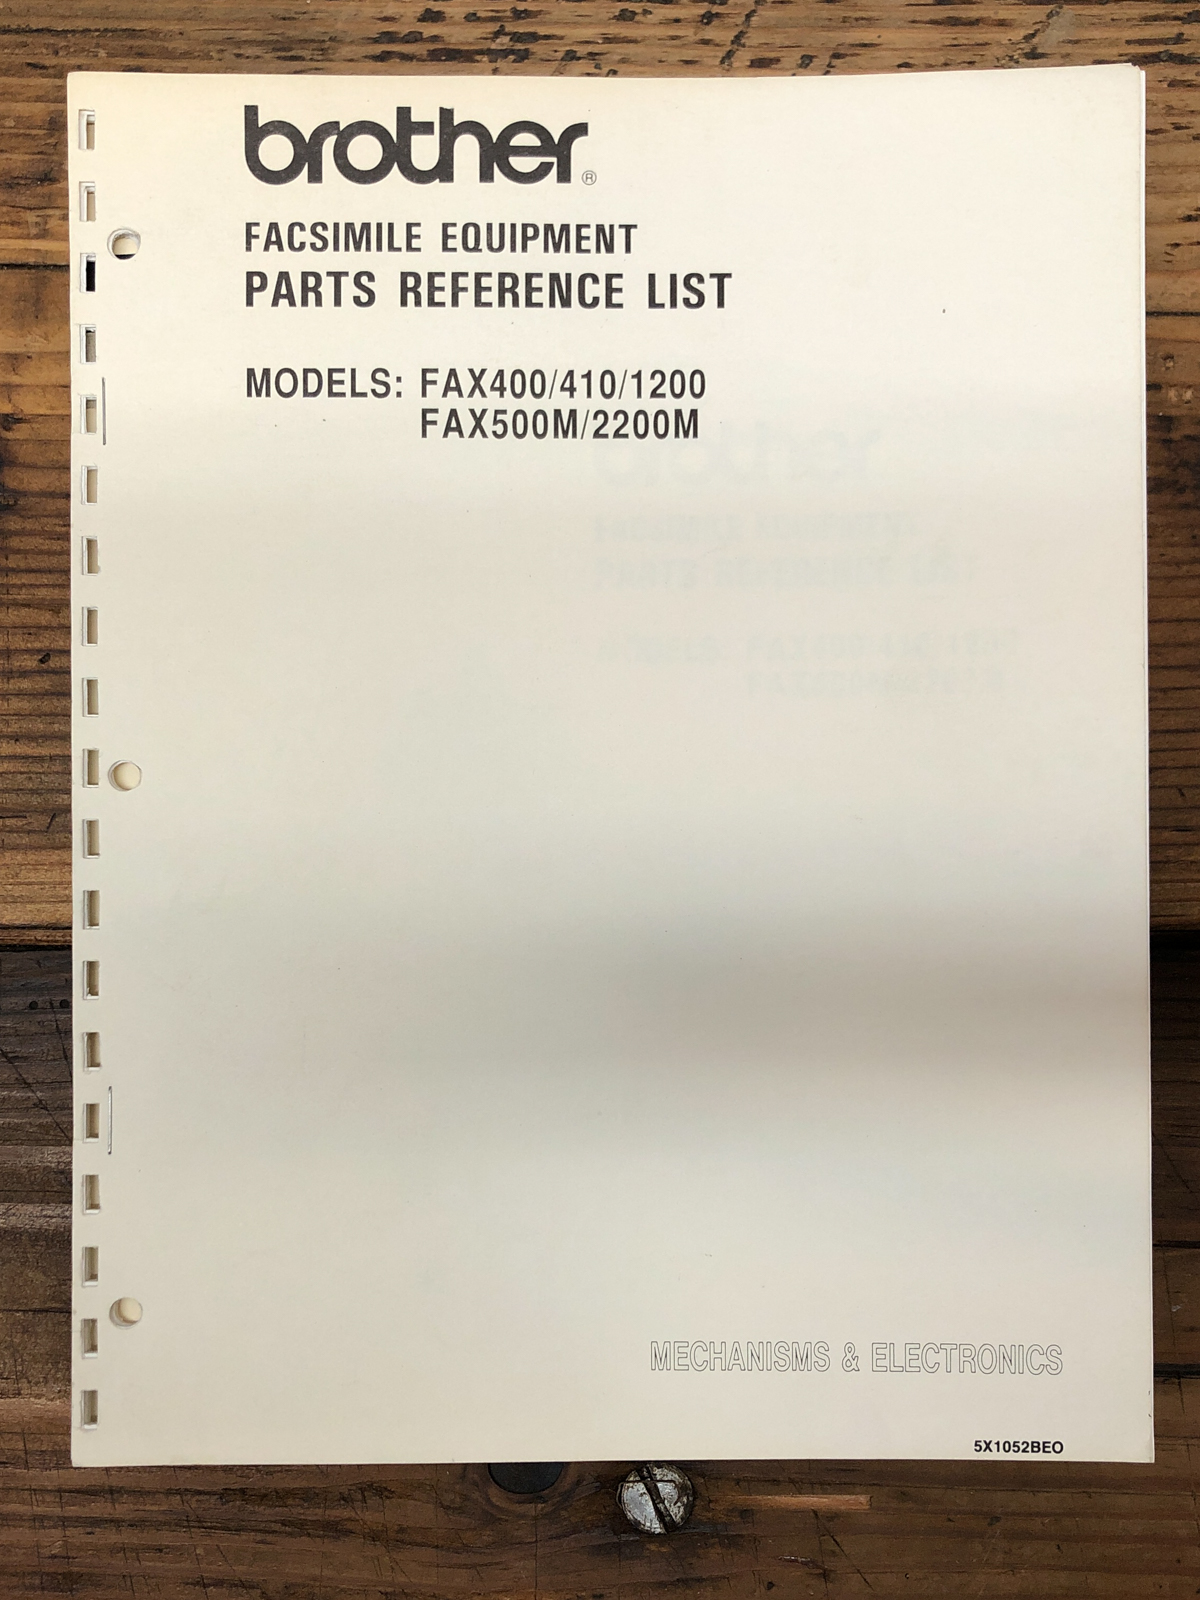 brother®
FACSIMILE EQUIPMENT
PARTS REFERENCE LIST
MODELS: FAX400/410/1200
FAX500M/2200M
MECHANISMS & ELECTRONICS
5X1052BEO